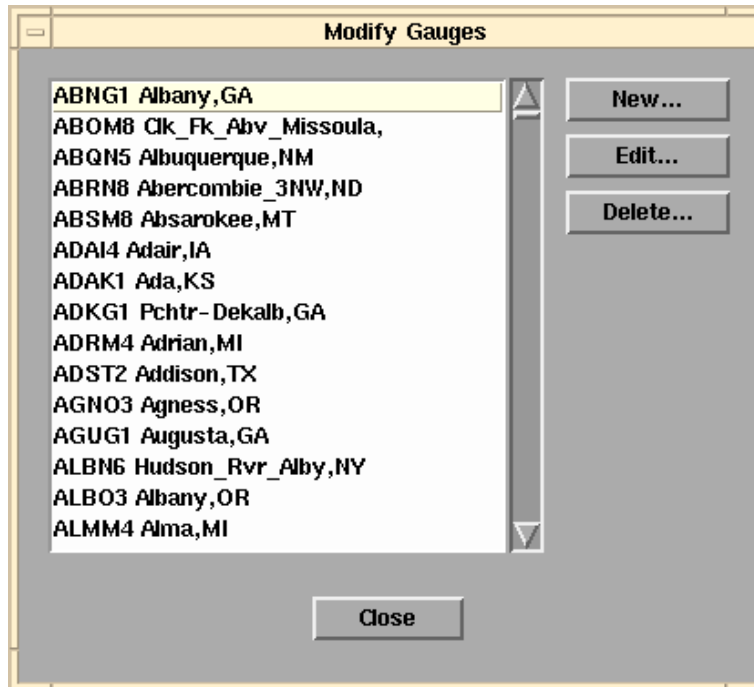 Modify Gauges
ABNG1 Albany,GA
ABOM8 Clk_Fk_Abv_Missoula,
ABQN5 Albuquerque,NM
ABRN8 Abercombie_3NW,ND
ABSM8 Absarokee,MT
ADAI4 Adair,IA
ADAK1 Ada,KS
ADKG1 Pchtr-Dekalb,GA
ADRM4 Adrian,MI
ADST2 Addison,TX
AGNO3 Agness,OR
AGUG1 Augusta,GA
ALBN6 Hudson_Rvr_Alby,NY
ALBO3 Albany,OR
ALMM4 Alma,MI
New...
Edit...
Delete...
Close